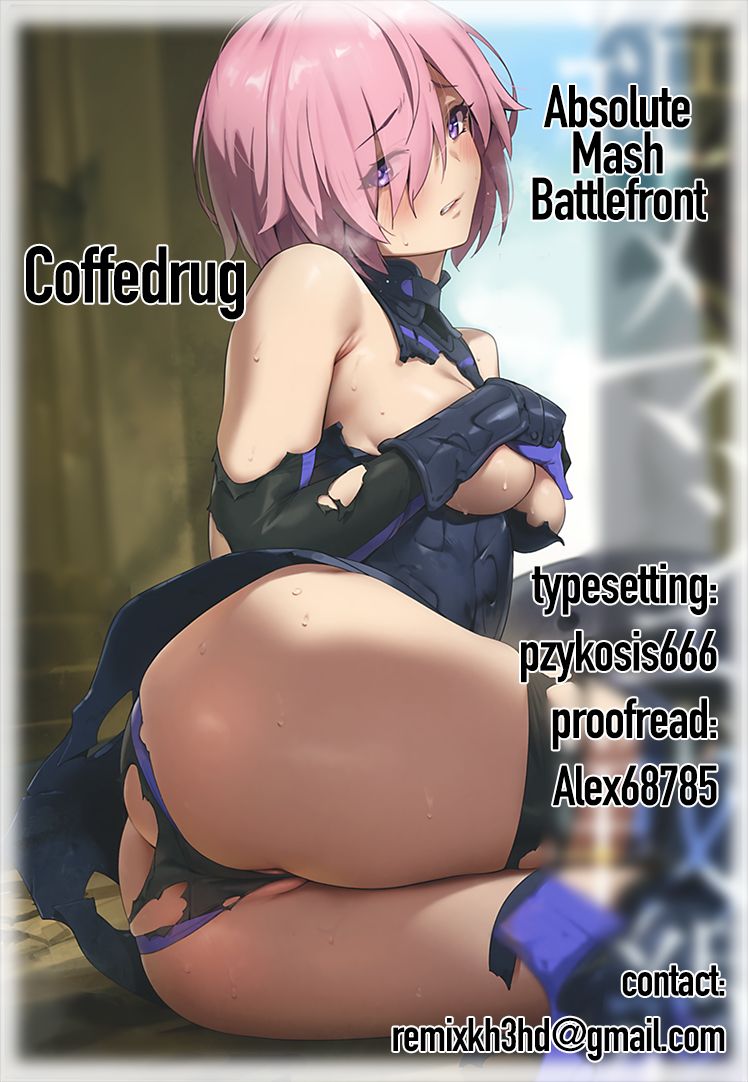 Absolute
Mash
Battlefront
Coffedrug
typesetting:
pzykosis666
proofread:
Alex68785
contact:
remixkh3hd@gmail.com